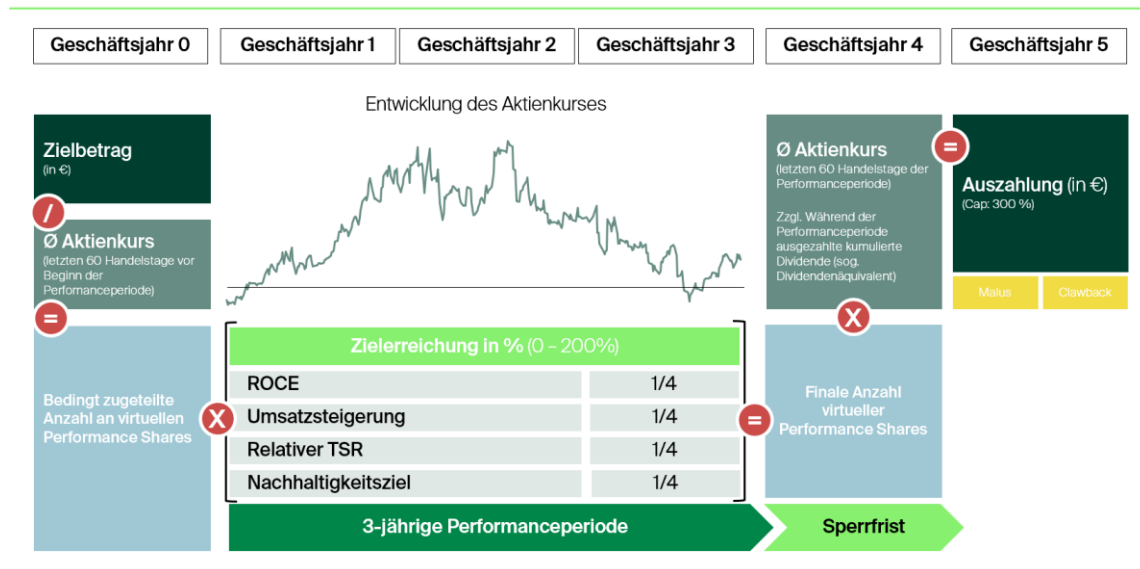 Geschäftsjahr 0
Geschäftsjahr 1
Geschäftsjahr 2
Geschäftsjahr 3
Geschäftsjahr 4
Geschäftsjahr 5
Zielbetrag
(in €)
/
Ø Aktienkurs
(letzten 60 Handelstage vor
Beginn der
Perfomanceperiode)
=
Bedingt zugeteilte
Anzahl an virtuellen
Performance Shares
X
Entwicklung des Aktienkurses
Zielerreichung in % (0 – 200%)
ROCE 1/4
Umsatzsteigerung 1/4
Relativer TSR 1/4
Nachhaltigkeitsziel 1/4
3-jährige Performanceperiode
=
Ø Aktienkurs
(letzten 60 Handelstage der
Performanceperiode)
Zzgl. Während der
Performanceperiode
ausgezahlte kumulierte
Dividende (sog.
Dividendenäquivalent)
X
Finale Anzahl
virtueller
Performance Shares
Sperrfrist
=
Auszahlung (in €)
(Cap: 300 %)
Malus
Clawback